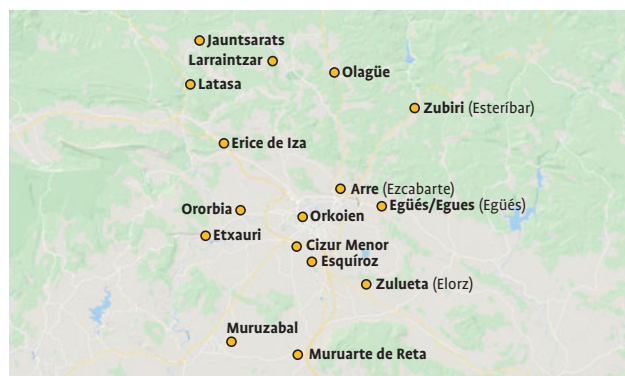 Jauntsarats
Larraintzar
Olagüe
Latasa
Zubiri (Esteríbar)
Erice de Iza
Arre (Ezcabarte)
Egüés/Egues (Egüés)
Ororbia
Orkoien
Etxauri
Cizur Menor
Esquíroz
Zulueta (Elorz)
Muruzabal
Muruarte de Reta